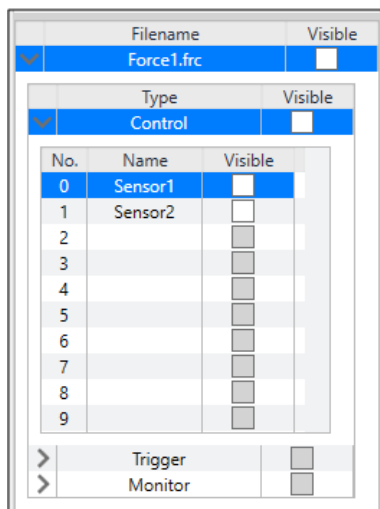 Filename Visible
Force1.frc
Type Visible
Control
No. Name Visible
0 Sensor1
1 Sensor2
2
3
4
5
6
7
8
9
Trigger
Monitor